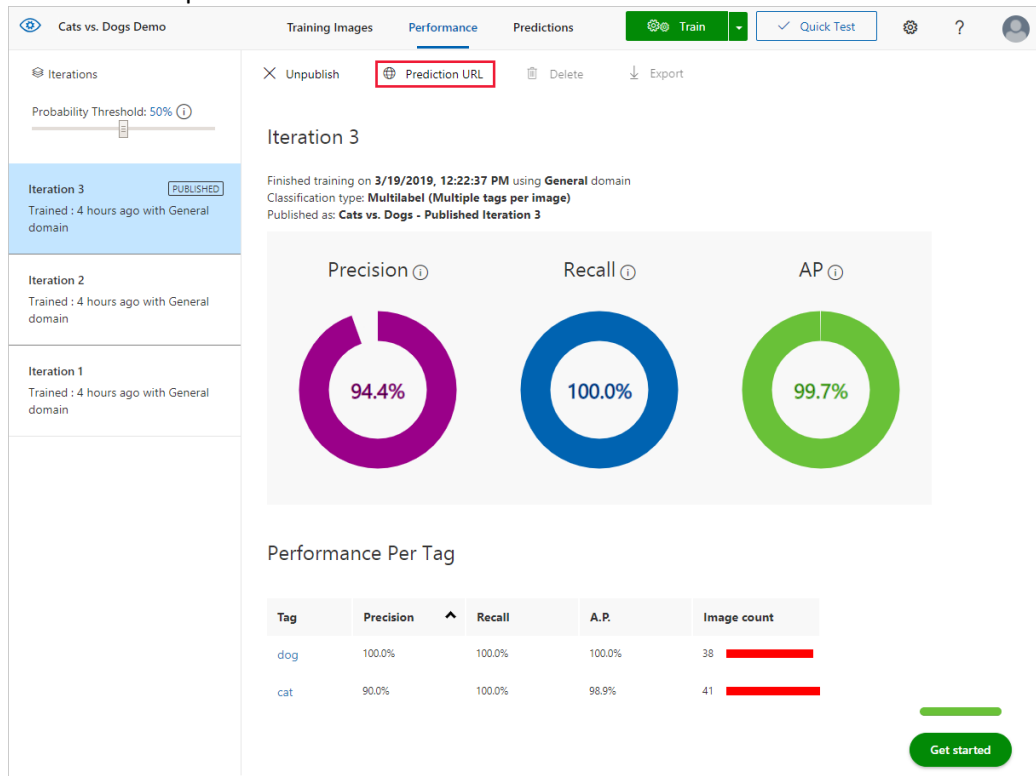 Cats vs. Dogs Demo
Training Images
Performance
Predictions
Train
Quick Test
?
Iterations
Probability Threshold: 50% i
Unpublish
Prediction URL
Delete
Export
Iteration 3
PUBLISHED
Trained : 4 hours ago with General
domain
Iteration 2
Trained : 4 hours ago with General
domain
Iteration 1
Trained : 4 hours ago with General
domain
Iteration 3
Finished training on 3/19/2019, 12:22:37 PM using General domain
Classification type: Multilabel (Multiple tags per image)
Published as: Cats vs. Dogs - Published Iteration 3
Precision i
Recall i
AP i
94.4%
100.0%
99.7%
Performance Per Tag
Tag Precision Recall A.P. Image count
dog 100.0% 100.0% 100.0% 38
cat 90.0% 100.0% 98.9% 41
Get started